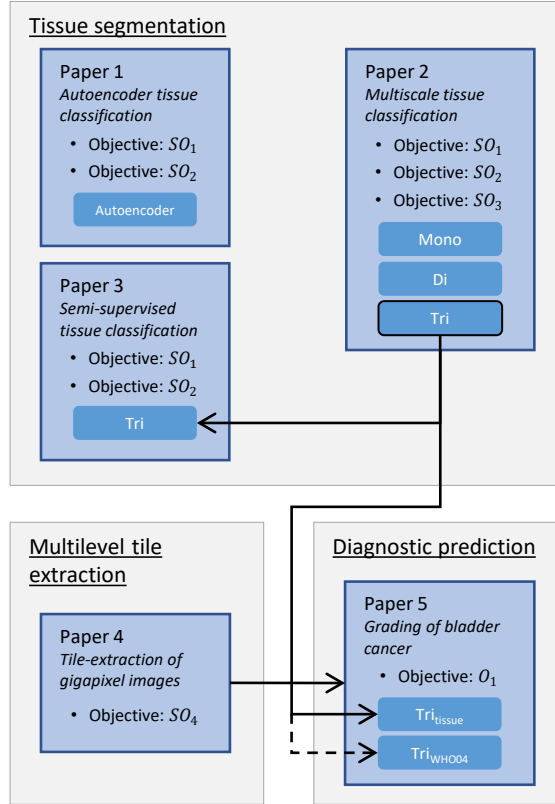 Tissue segmentation
Paper 1
Autoencoder tissue
classification
• Objective: SO₁
• Objective: SO₂
Autoencoder
Paper 2
Multiscale tissue
classification
• Objective: SO₁
• Objective: SO₂
• Objective: SO₃
Mono
Di
Tri
Paper 3
Semi-supervised
tissue classification
• Objective: SO₁
• Objective: SO₂
Tri
Multilevel tile
extraction
Paper 4
Tile-extraction of
gigapixel images
• Objective: SO₄
Diagnostic prediction
Paper 5
Grading of bladder
cancer
• Objective: O₁
Tri_tissue
Tri_WHO04